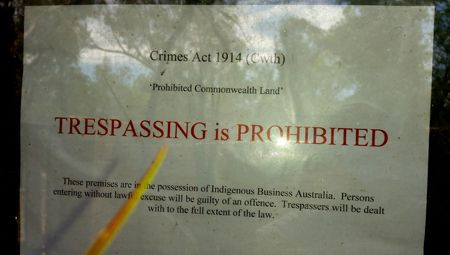 Crimes Act 1914 (Cwth)
'Prohibited Commonwealth Land'
TRESPASSING is PROHIBITED
These premises are in the possession of Indigenous Business Australia. Persons
entering without lawful excuse will be guilty of an offence. Trespassers will be dealt
with to the full extent of the law.